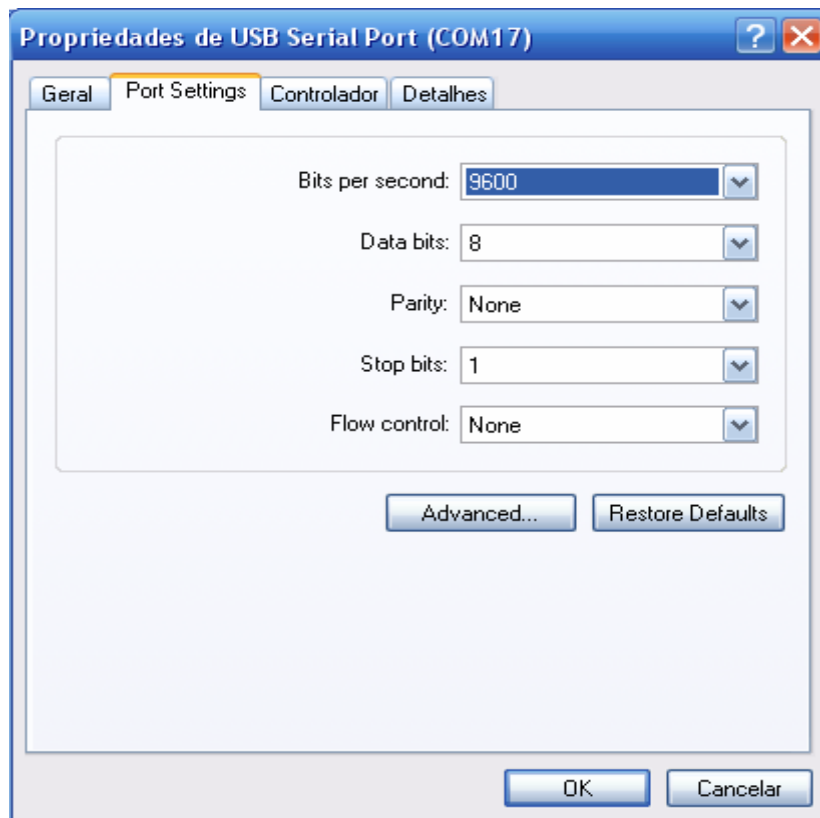 Propriedades de USB Serial Port (COM17)
Geral Port Settings Controlador Detalhes
Bits per second: 9600
Data bits: 8
Parity: None
Stop bits: 1
Flow control: None
Advanced... Restore Defaults
OK Cancelar